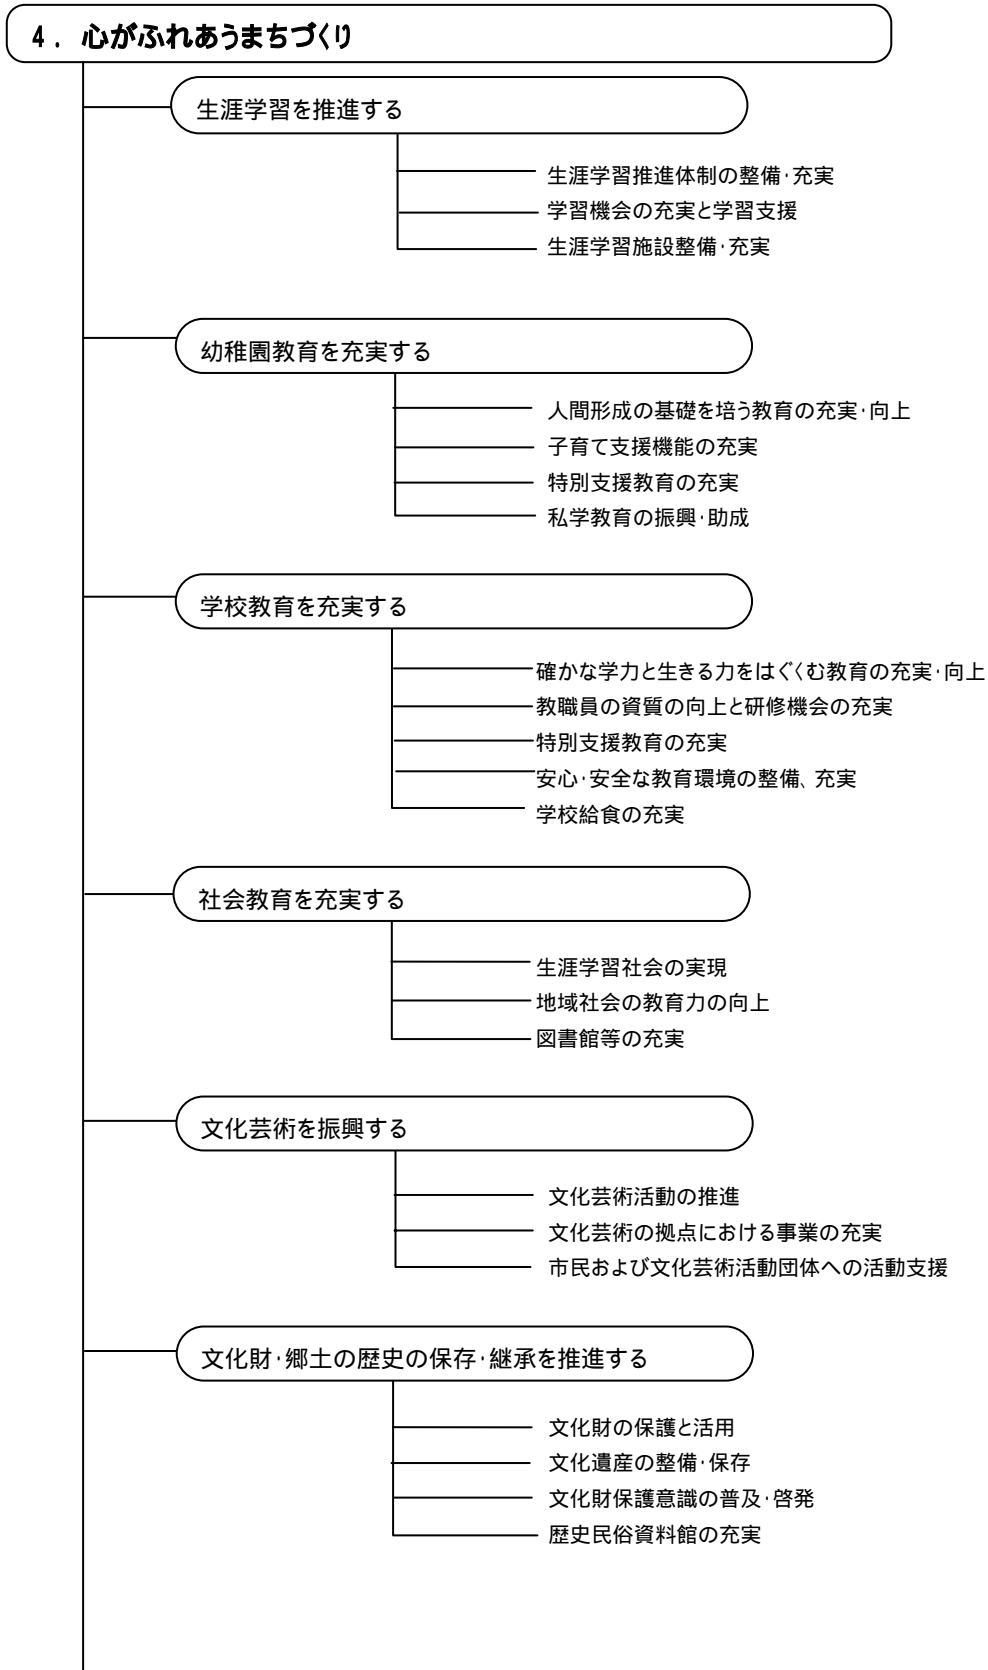 4．心がふれあうまちづくり
生涯学習を推進する
生涯学習推進体制の整備・充実
学習機会の充実と学習支援
生涯学習施設整備・充実
幼稚園教育を充実する
人間形成の基礎を培う教育の充実・向上
子育て支援機能の充実
特別支援教育の充実
私学教育の振興・助成
学校教育を充実する
確かな学力と生きる力をはぐくむ教育の充実・向上
教職員の資質の向上と研修機会の充実
特別支援教育の充実
安心・安全な教育環境の整備、充実
学校給食の充実
社会教育を充実する
生涯学習社会の実現
地域社会の教育力の向上
図書館等の充実
文化芸術を振興する
文化芸術活動の推進
文化芸術の拠点における事業の充実
市民および文化芸術活動団体への活動支援
文化財・郷土の歴史の保存・継承を推進する
文化財の保護と活用
文化遺産の整備・保存
文化財保護意識の普及・啓発
歴史民俗資料館の充実